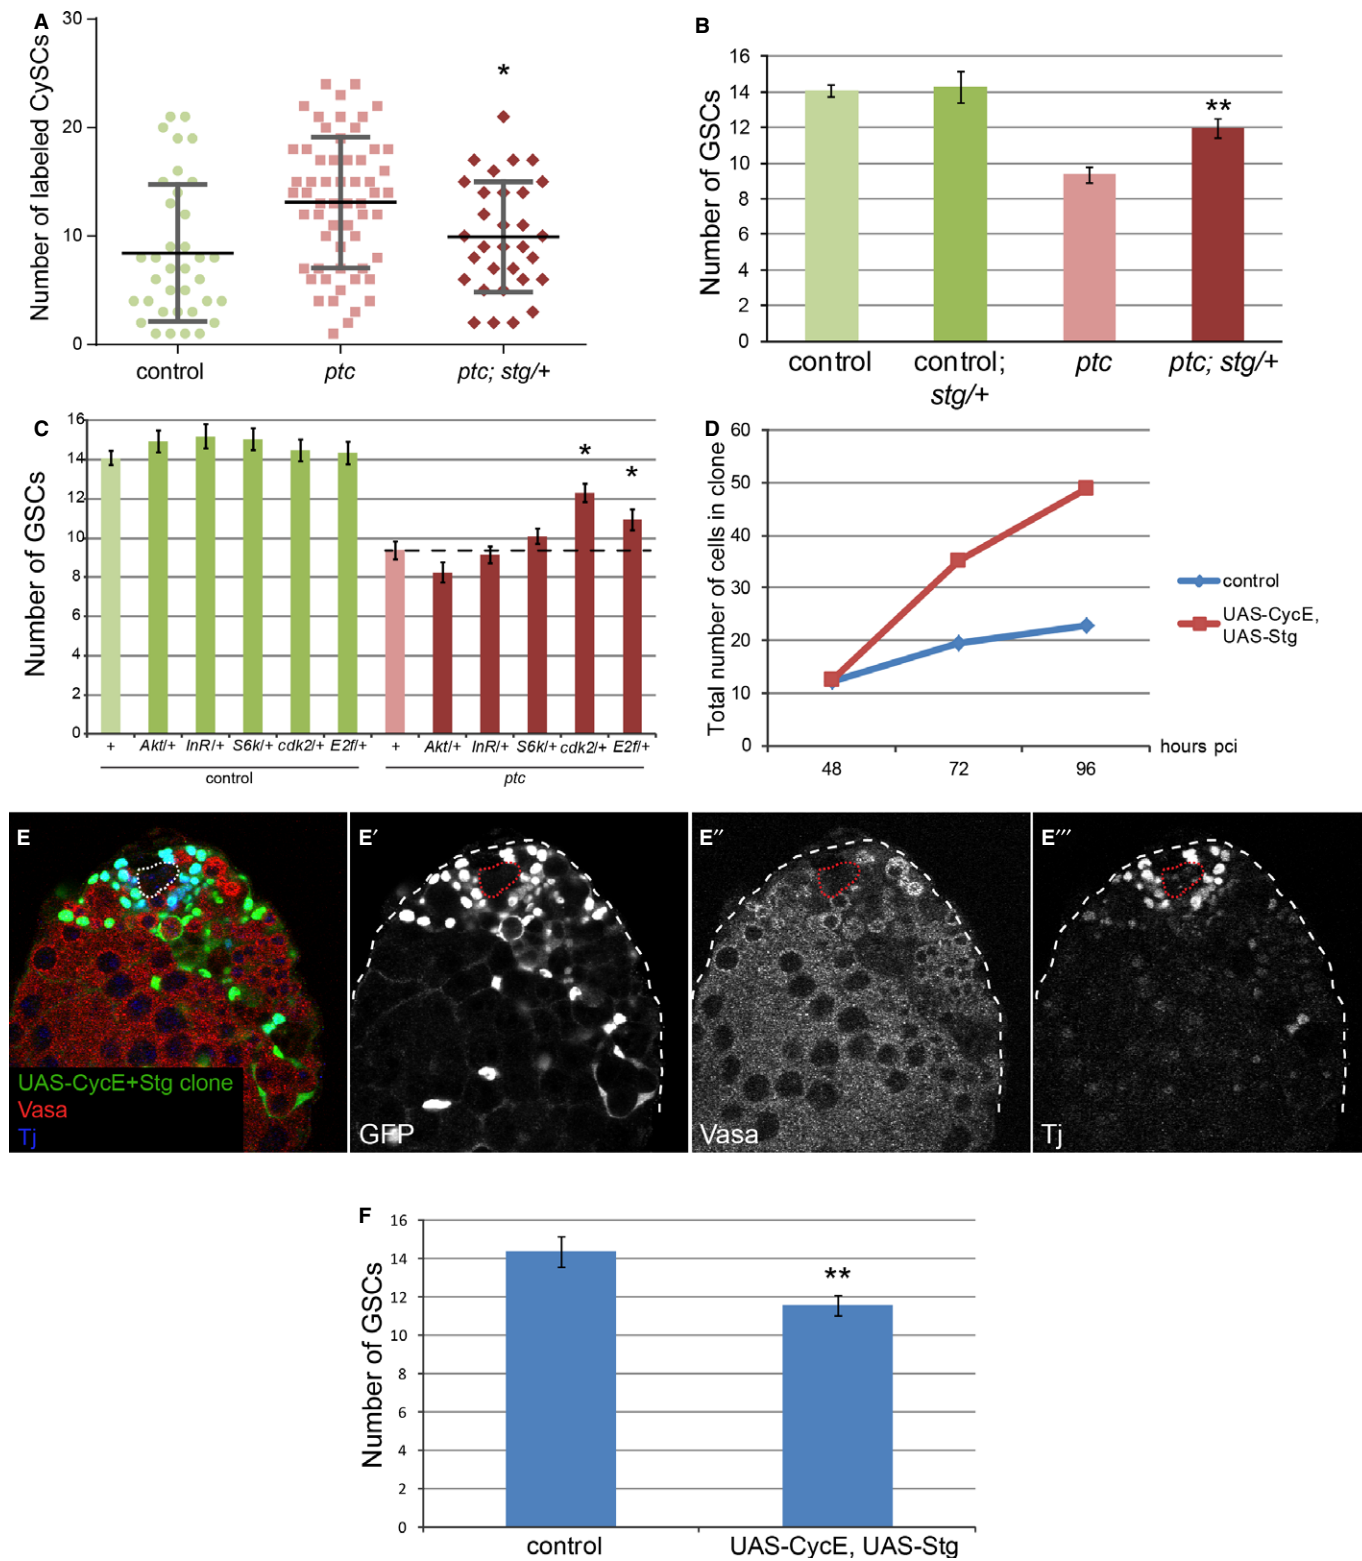 A
Number of labeled CySCs
30
20
10
0
*
control
ptc
ptc; stg/+
B
Number of GSCs
16
14
12
10
8
6
4
2
0
**
control
control;
stg/+
ptc
ptc; stg/+
C
Number of GSCs
16
14
12
10
8
6
4
2
0
*
*
+
Akt/+
InR/+
S6k/+
cdk2/+
E2f/+
+
Akt/+
InR/+
S6k/+
cdk2/+
E2f/+
control
ptc
D
Total number of cells in clone
60
50
40
30
20
10
0
48
72
96
hours pci
control
UAS-CycE,
UAS-Stg
E
UAS-CycE+Stg clone
Vasa
Tj
E′
GFP
E″
Vasa
E‴
Tj
F
Number of GSCs
16
14
12
10
8
6
4
2
0
**
control
UAS-CycE, UAS-Stg